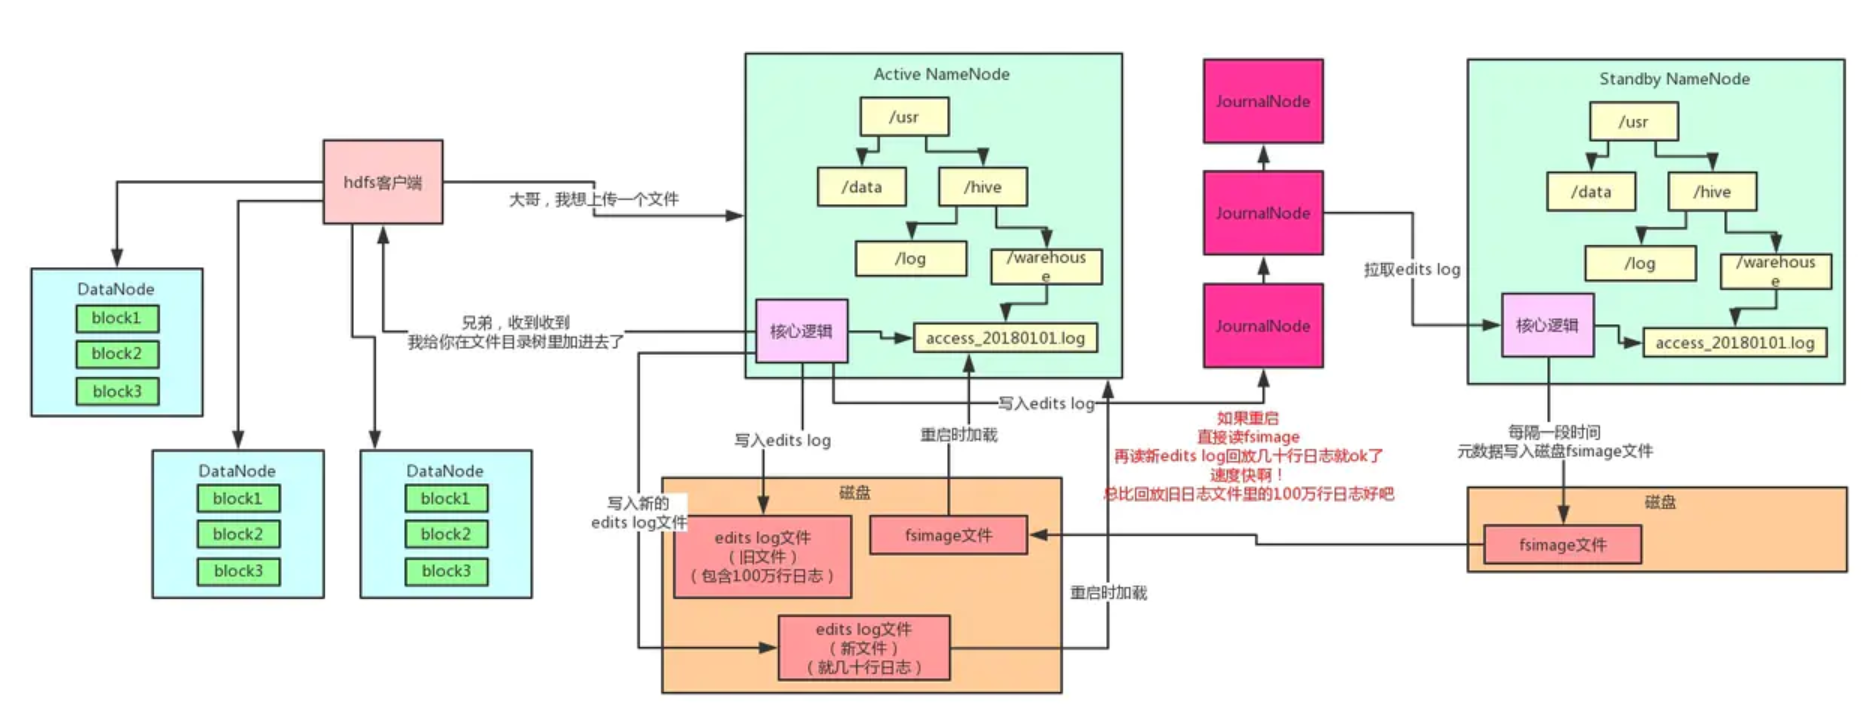 hdfs客户端
大哥，我想上传一个文件
兄弟，收到收到
我给你在文件目录树里加进去了
DataNode
block1
block2
block3
DataNode
block1
block2
block3
DataNode
block1
block2
block3
Active NameNode
/usr
/data
/hive
/log
/warehous
e
核心逻辑
access_20180101.log
写入edits log
写入edits log
重启时加载
写入新的
edits log文件
磁盘
edits log文件
（旧文件）
（包含100万行日志）
fsimage文件
edits log文件
（新文件）
（就几十行日志）
重启时加载
JournalNode
JournalNode
JournalNode
如果重启
直接读fsimage
再读新edits log回放几十行日志就ok了
速度快啊！
总比回放旧日志文件里的100万行日志好吧
拉取edits log
Standby NameNode
/usr
/data
/hive
/log
/warehous
e
核心逻辑
access_20180101.log
每隔一段时间
元数据写入磁盘fsimage文件
磁盘
fsimage文件